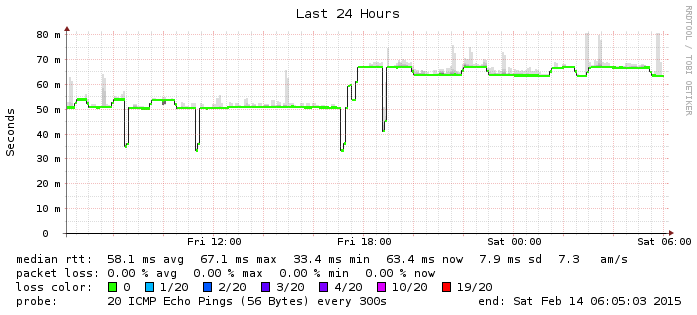 Last 24 Hours
RRDTOOL / TOBI OETIKER
Seconds
80 m
70 m
60 m
50 m
40 m
30 m
20 m
10 m
0
Fri 12:00 Fri 18:00 Sat 00:00 Sat 06:00
median rtt: 58.1 ms avg 67.1 ms max 33.4 ms min 63.4 ms now 7.9 ms sd 7.3 am/s
packet loss: 0.00 % avg 0.00 % max 0.00 % min 0.00 % now
loss color: 0 1/20 2/20 3/20 4/20 10/20 19/20
probe: 20 ICMP Echo Pings (56 Bytes) every 300s end: Sat Feb 14 06:05:03 2015